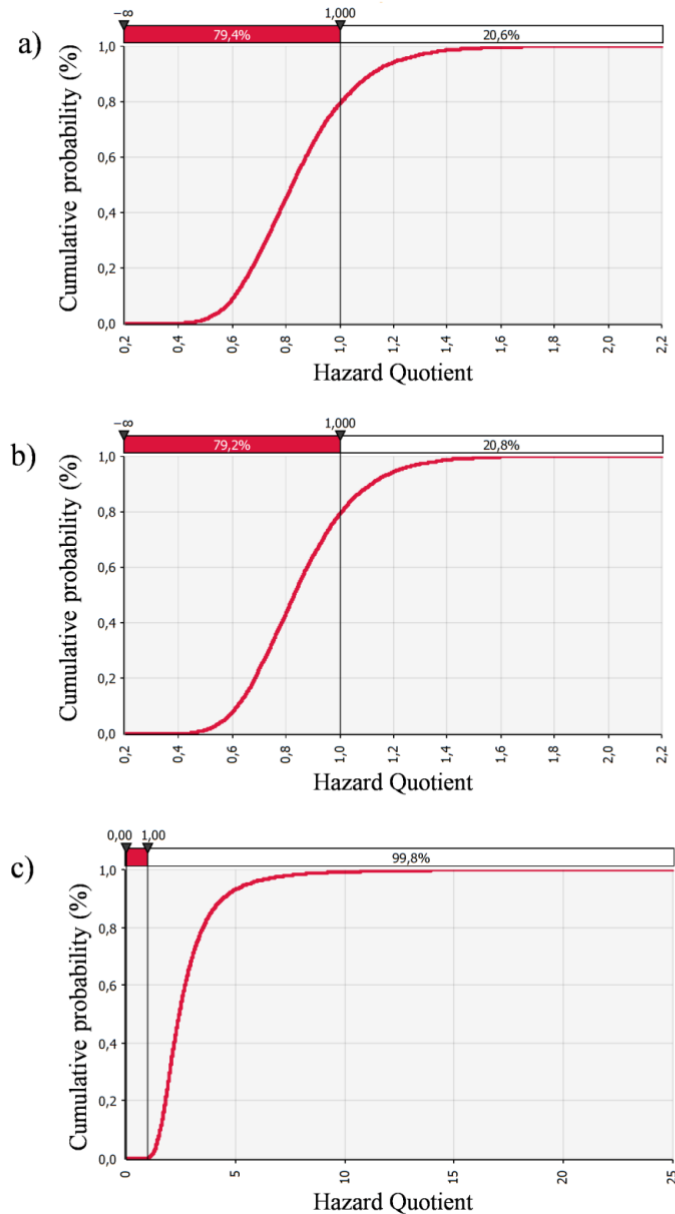 a)
−∞ 1,000
79,4% 20,6%
Cumulative probability (%)
1,0
0,8
0,6
0,4
0,2
0,0
0,2 0,4 0,6 0,8 1,0 1,2 1,4 1,6 1,8 2,0 2,2
Hazard Quotient
b)
−∞ 1,000
79,2% 20,8%
Cumulative probability (%)
1,0
0,8
0,6
0,4
0,2
0,0
0,2 0,4 0,6 0,8 1,0 1,2 1,4 1,6 1,8 2,0 2,2
Hazard Quotient
c)
0,00 1,00
99,8%
Cumulative probability (%)
1,0
0,8
0,6
0,4
0,2
0,0
0 5 10 15 20 25
Hazard Quotient